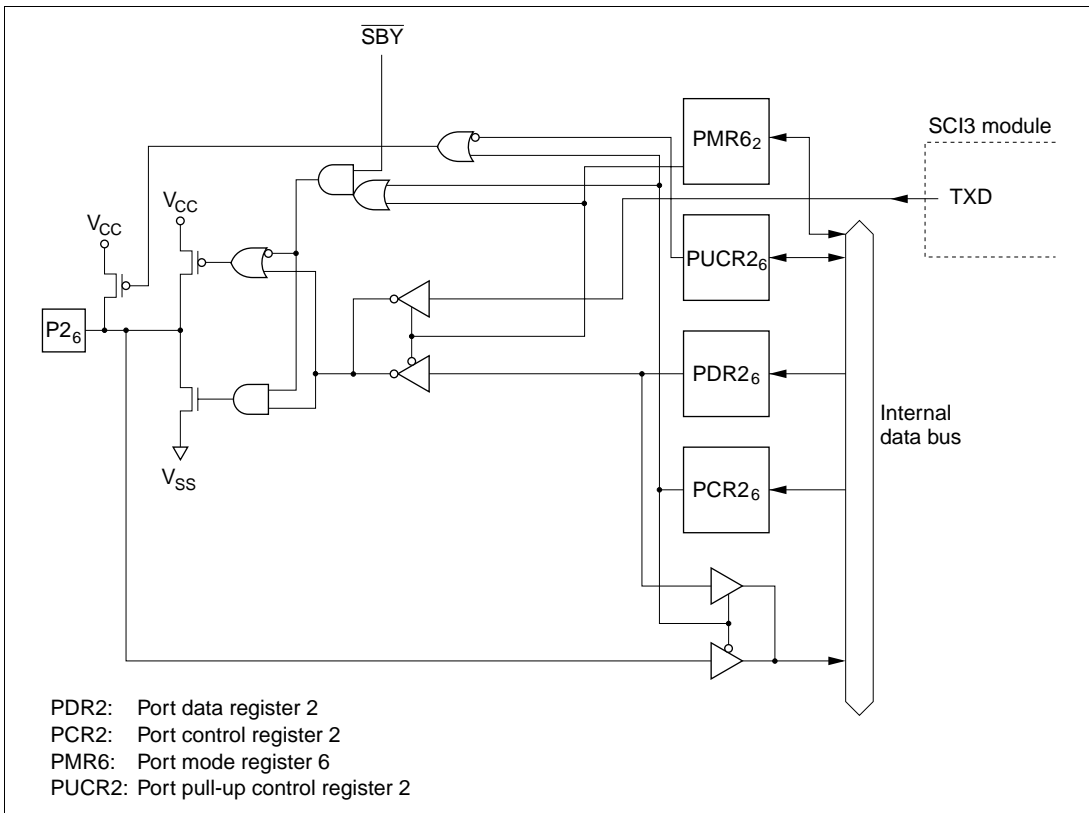 S̅B̅Y̅
SCI3 module
PMR6₂
TXD
V_CC
V_CC
PUCR2₆
P2₆
PDR2₆
Internal
data bus
V_SS
PCR2₆
PDR2: Port data register 2
PCR2: Port control register 2
PMR6: Port mode register 6
PUCR2: Port pull-up control register 2